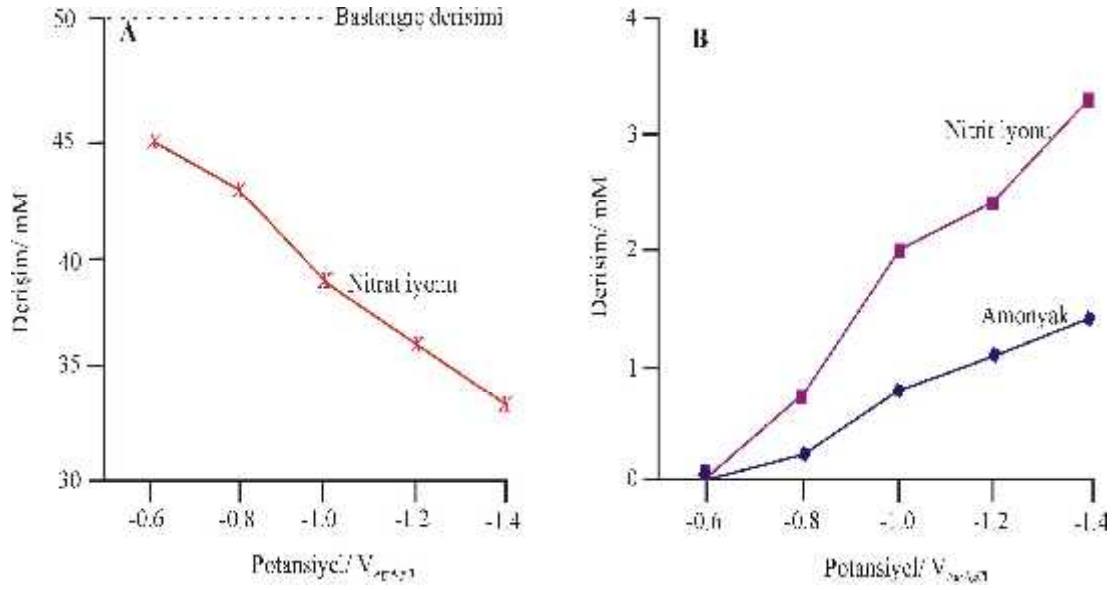 50
Başlangıç derisimi
A
45
40
35
30
Derişim/ mM
Nitrat iyonu
-0.6
-0.8
-1.0
-1.2
-1.4
Potansiyel/ V
4
B
3
2
1
0
Derisim/ mM
Nitrit iyonu
Amonyak
-0.6
-0.8
-1.0
-1.2
-1.4
Potansiyel/ V